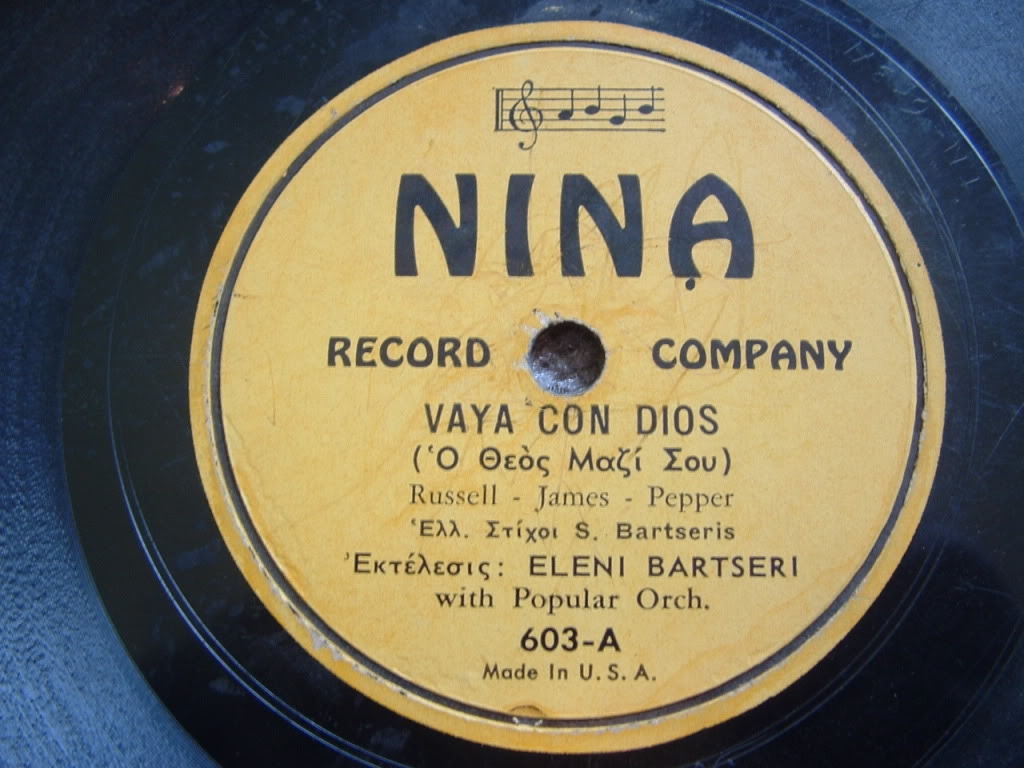 NINA
RECORD COMPANY
VAYA CON DIOS
(Ὁ Θεὸς Μαζί Σου)
Russell - James - Pepper
Ἑλλ. Στίχοι S. Bartseris
Ἐκτέλεσις: ELENI BARTSERI
with Popular Orch.
603-A
Made In U.S.A.